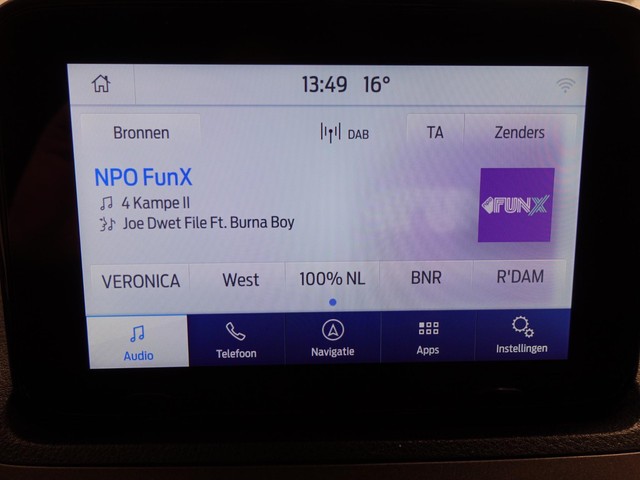 13:49 16°
Bronnen DAB TA Zenders
NPO FunX
4 Kampe II
Joe Dwet File Ft. Burna Boy
FUNX
VERONICA West 100% NL BNR R'DAM
Audio Telefoon Navigatie Apps Instellingen